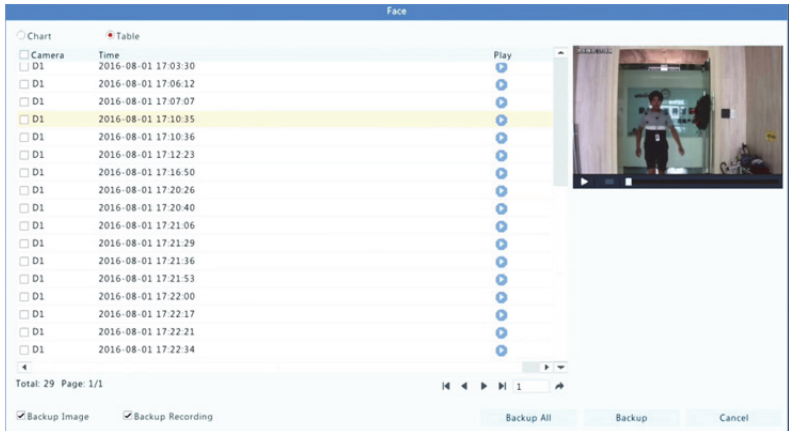 Face
Chart Table
Camera Time Play
D1 2016-08-01 17:03:30
D1 2016-08-01 17:06:12
D1 2016-08-01 17:07:07
D1 2016-08-01 17:10:35
D1 2016-08-01 17:10:36
D1 2016-08-01 17:12:23
D1 2016-08-01 17:16:50
D1 2016-08-01 17:20:26
D1 2016-08-01 17:20:40
D1 2016-08-01 17:21:06
D1 2016-08-01 17:21:29
D1 2016-08-01 17:21:36
D1 2016-08-01 17:21:53
D1 2016-08-01 17:22:00
D1 2016-08-01 17:22:17
D1 2016-08-01 17:22:21
D1 2016-08-01 17:22:34
Total: 29 Page: 1/1 1
Backup Image Backup Recording Backup All Backup Cancel